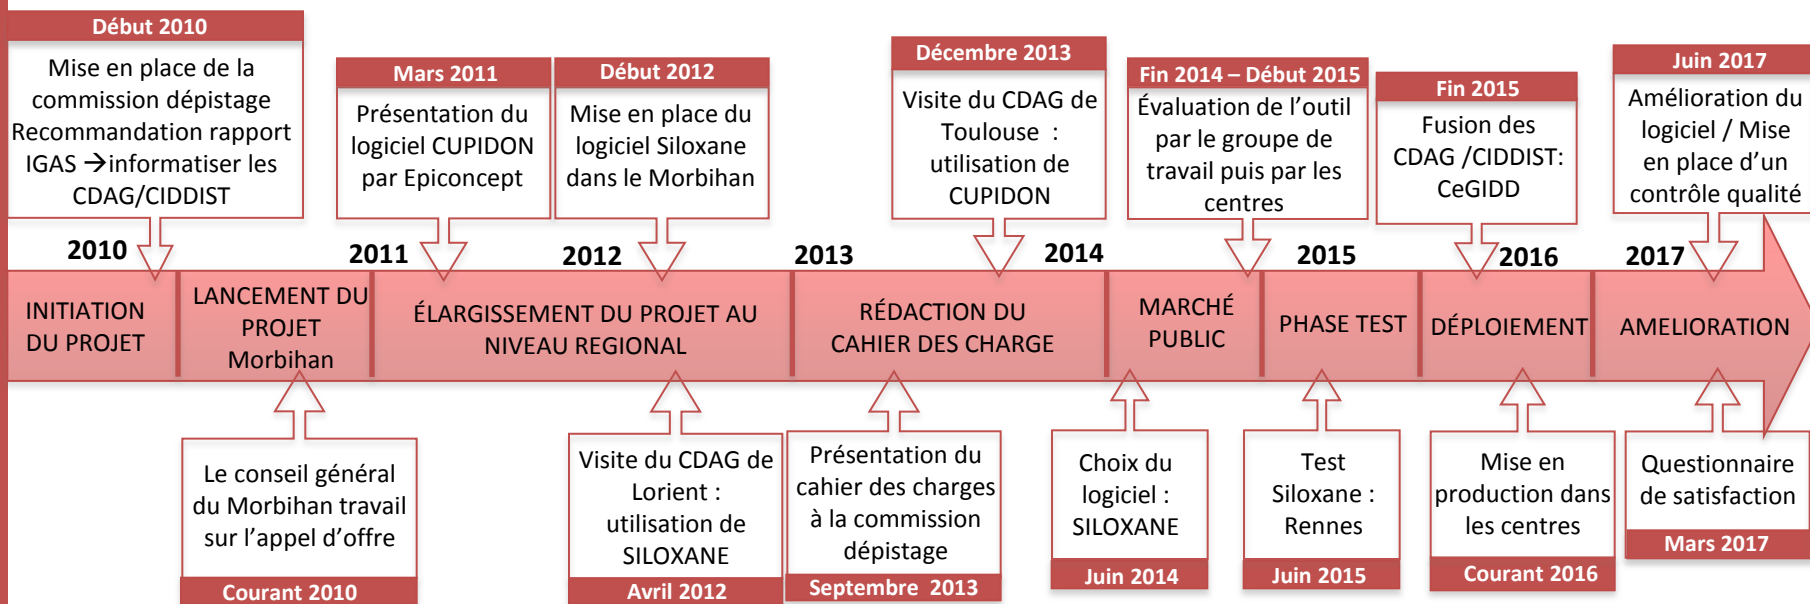 Début 2010
Mise en place de la
commission dépistage
Recommandation rapport
IGAS →informatiser les
CDAG/CIDDIST
Mars 2011
Présentation du
logiciel CUPIDON
par Epiconcept
Début 2012
Mise en place du
logiciel Siloxane
dans le Morbihan
Décembre 2013
Visite du CDAG de
Toulouse :
utilisation de
CUPIDON
Fin 2014 – Début 2015
Évaluation de l’outil
par le groupe de
travail puis par les
centres
Fin 2015
Fusion des
CDAG /CIDDIST:
CeGIDD
Juin 2017
Amélioration du
logiciel / Mise
en place d’un
contrôle qualité
2010
2011
2012
2013
2014
2015
2016
2017
INITIATION
DU PROJET
LANCEMENT DU
PROJET
Morbihan
ÉLARGISSEMENT DU PROJET AU
NIVEAU REGIONAL
RÉDACTION DU
CAHIER DES CHARGE
MARCHÉ
PUBLIC
PHASE TEST
DÉPLOIEMENT
AMELIORATION
Le conseil général
du Morbihan travail
sur l’appel d’offre
Courant 2010
Visite du CDAG de
Lorient :
utilisation de
SILOXANE
Avril 2012
Présentation du
cahier des charges
à la commission
dépistage
Septembre 2013
Choix du
logiciel :
SILOXANE
Juin 2014
Test
Siloxane :
Rennes
Juin 2015
Mise en
production dans
les centres
Courant 2016
Questionnaire
de satisfaction
Mars 2017